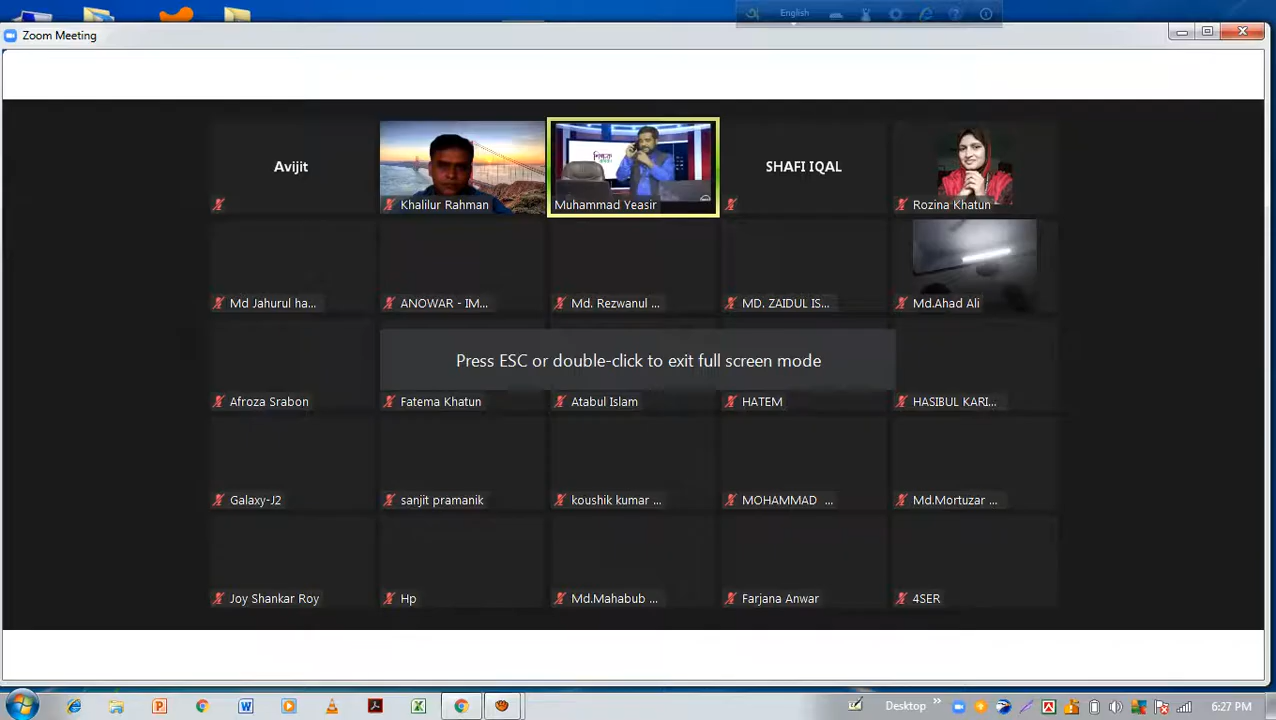 English
Zoom Meeting
Avijit
Khalilur Rahman
Muhammad Yeasir
SHAFI IQAL
Rozina Khatun
Md Jahurul ha...
ANOWAR - IM...
Md. Rezwanul ...
MD. ZAIDUL IS...
Md.Ahad Ali
Press ESC or double-click to exit full screen mode
Afroza Srabon
Fatema Khatun
Atabul Islam
HATEM
HASIBUL KARI...
Galaxy-J2
sanjit pramanik
koushik kumar ...
MOHAMMAD ...
Md.Mortuzar ...
Joy Shankar Roy
Hp
Md.Mahabub ...
Farjana Anwar
4SER
Desktop
6:27 PM